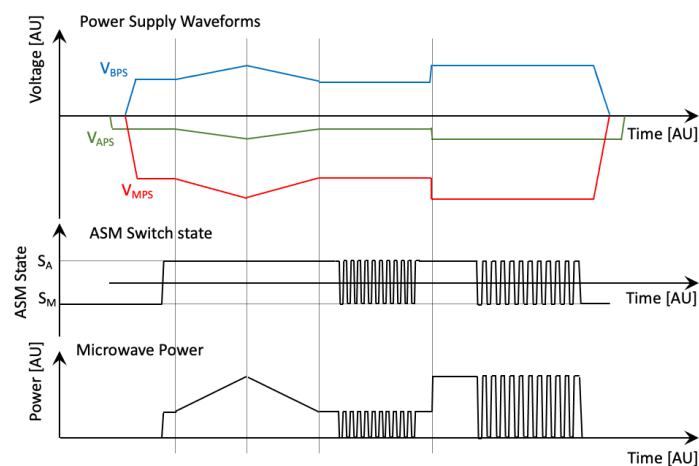 Power Supply Waveforms
Voltage [AU]
V_BPS
V_APS
V_MPS
Time [AU]
ASM Switch state
ASM State
S_A
S_M
Time [AU]
Microwave Power
Power [AU]
Time [AU]